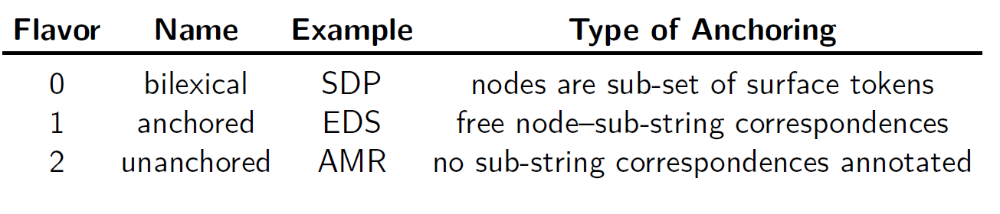 Flavor Name Example Type of Anchoring
0 bilexical SDP nodes are sub-set of surface tokens
1 anchored EDS free node–sub-string correspondences
2 unanchored AMR no sub-string correspondences annotated